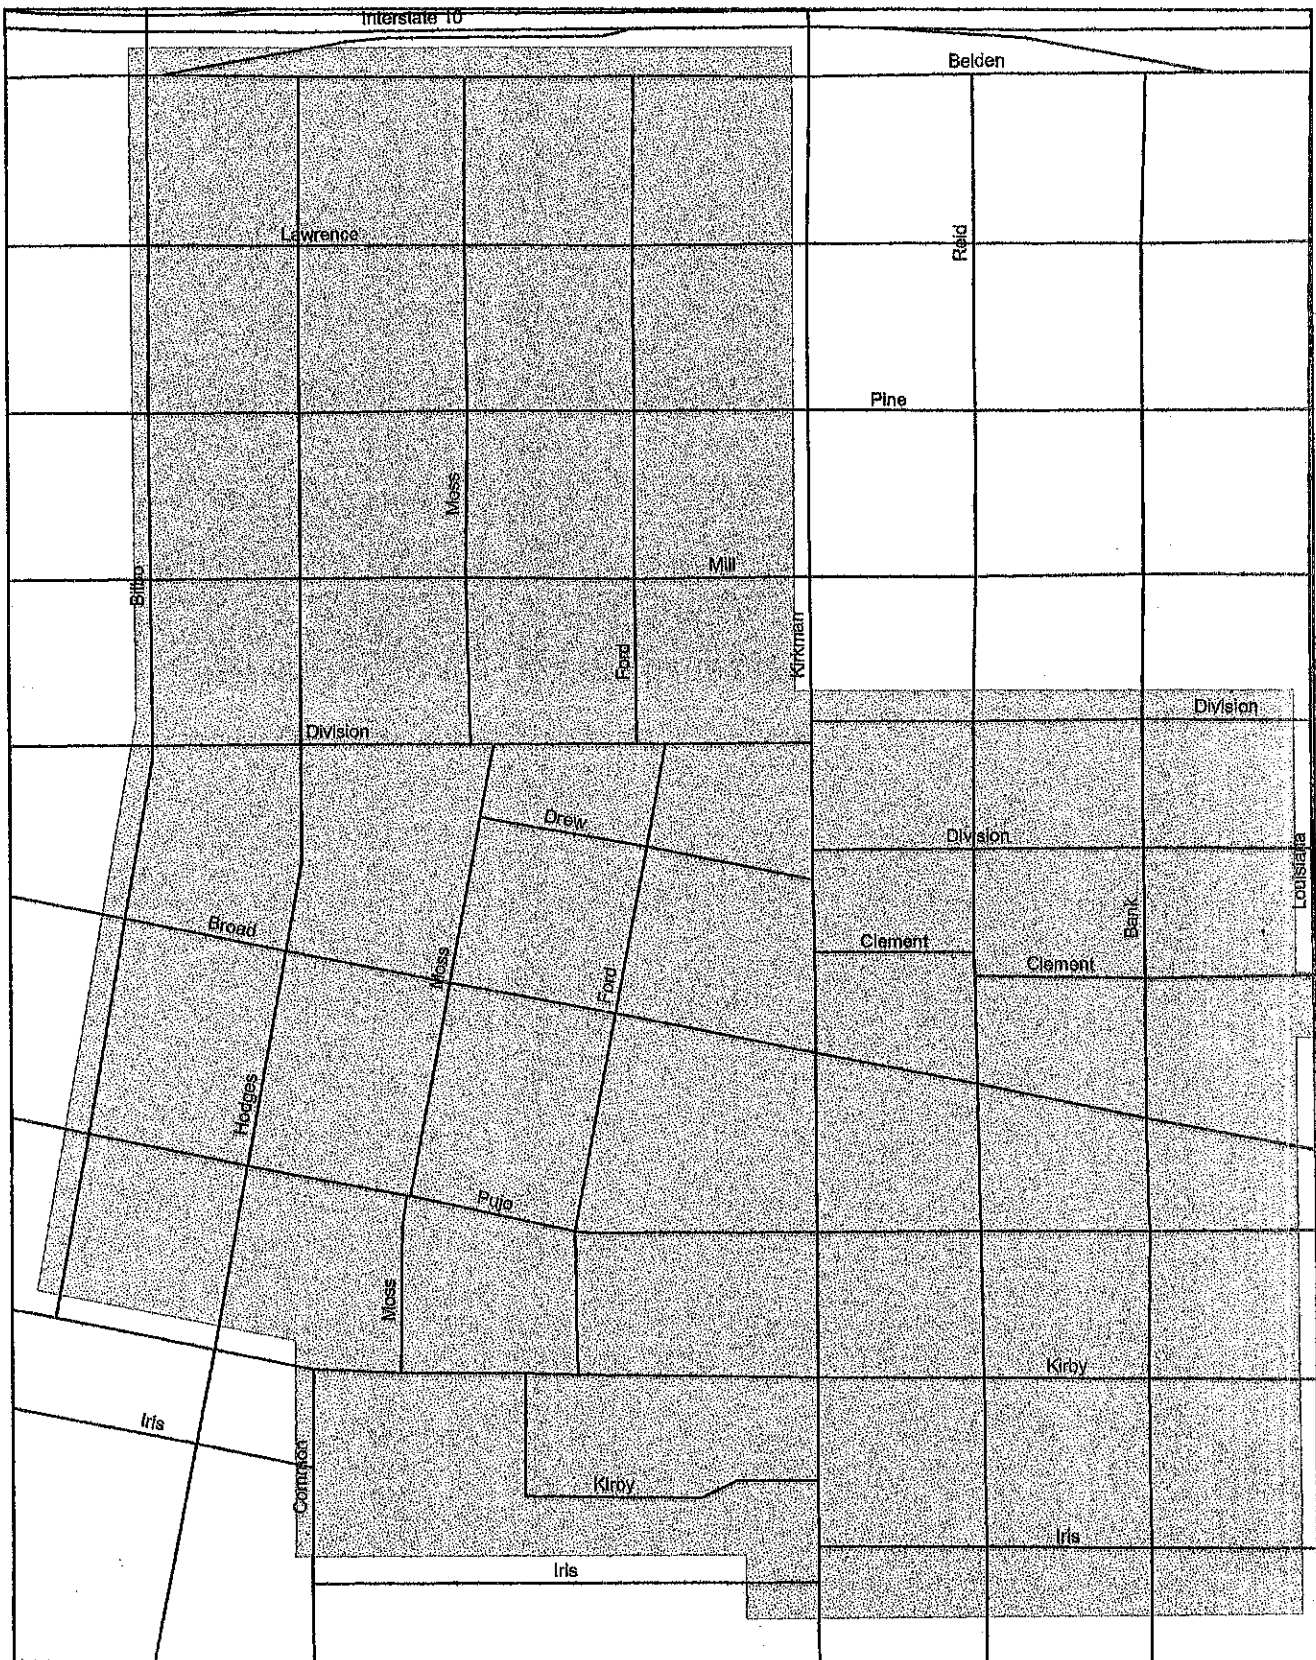 Interstate 10
Belden
Lawrence
Reid
Pine
Moss
Mill
Bilbo
Kirkman
Ford
Division
Division
Drew
Division
Louisiana
Bank
Broad
Clement
Clement
Moss
Ford
Hodges
Pujo
Moss
Kirby
Iris
Common
Kirby
Iris
Iris